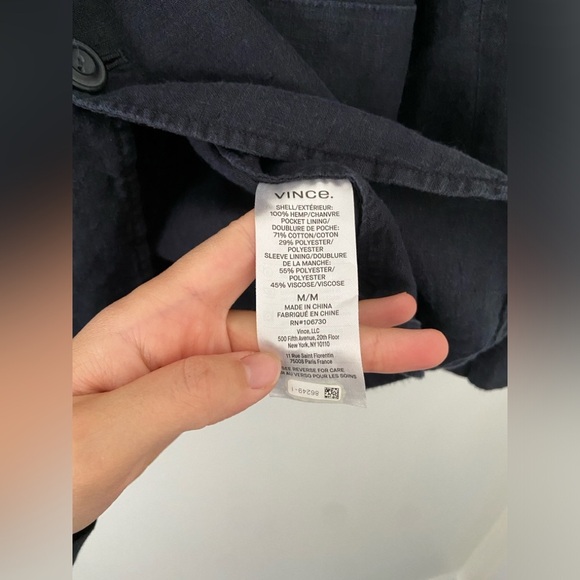 VINCE.
SHELL/EXTÉRIEUR:
100% HEMP/CHANVRE
POCKET LINING/
DOUBLURE DE POCHE:
71% COTTON/COTON
29% POLYESTER/
POLYESTER
SLEEVE LINING/DOUBLURE
DE LA MANCHE:
55% POLYESTER/
POLYESTER
45% VISCOSE/VISCOSE
M/M
MADE IN CHINA
FABRIQUÉ EN CHINE
RN#106730
Vince, LLC
500 Fifth Avenue, 20th Floor
New York, NY 10110
11 Rue Saint Florentin
75008 Paris France
SEE REVERSE FOR CARE
AU VERSO POUR LES SOINS